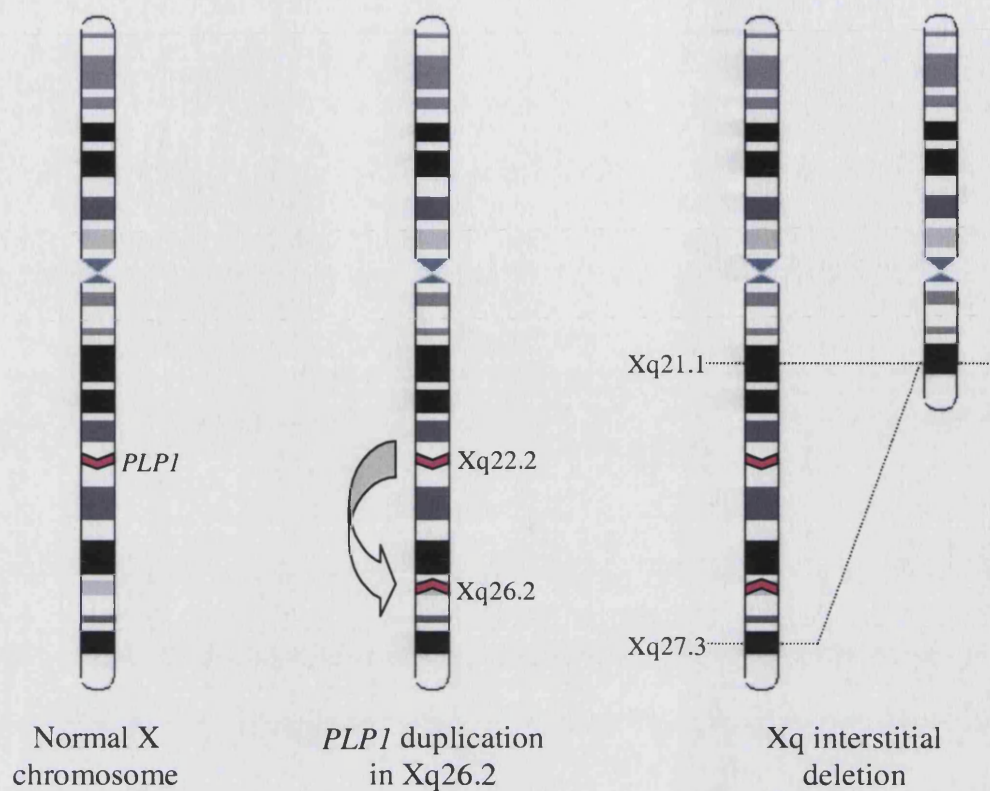 Xq21.1
PLP1
Xq22.2
Xq26.2
Xq27.3
Normal X
chromosome
PLP1 duplication
in Xq26.2
Xq interstitial
deletion